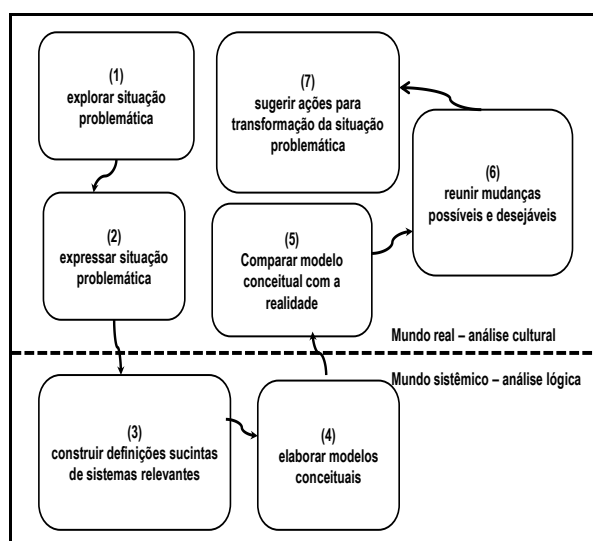 (1)
explorar situação
problemática
(2)
expressar situação
problemática
(3)
construir definições sucintas
de sistemas relevantes
(4)
elaborar modelos
conceituais
(5)
Comparar modelo
conceitual com a
realidade
(6)
reunir mudanças
possíveis e desejáveis
(7)
sugerir ações para
transformação da situação
problemática
Mundo real – análise cultural
Mundo sistêmico – análise lógica